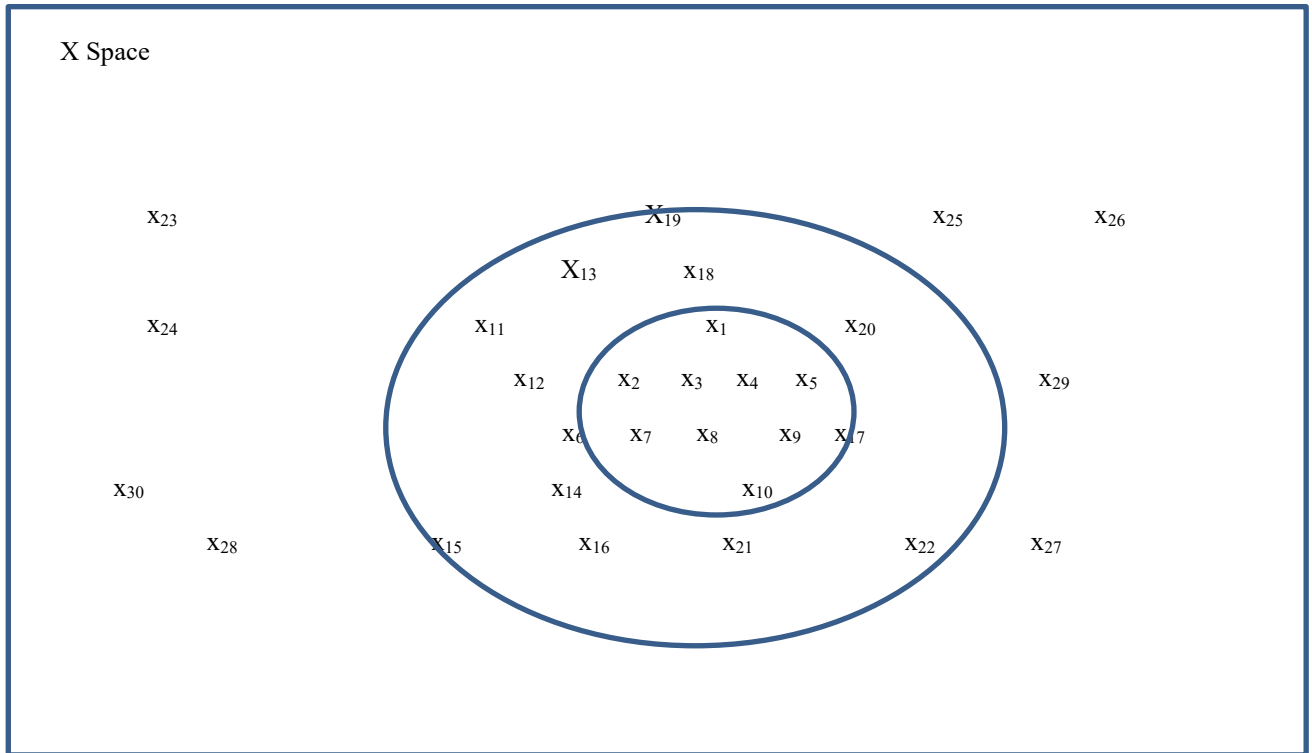 X Space
x₂₃ X₁₉ x₂₅ x₂₆
X₁₃ x₁₈
x₂₄ x₁₁ x₁ x₂₀
x₁₂ x₂ x₃ x₄ x₅ x₂₉
x₆ x₇ x₈ x₉ x₁₇
x₃₀ x₁₄ x₁₀
x₂₈ x₁₅ x₁₆ x₂₁ x₂₂ x₂₇